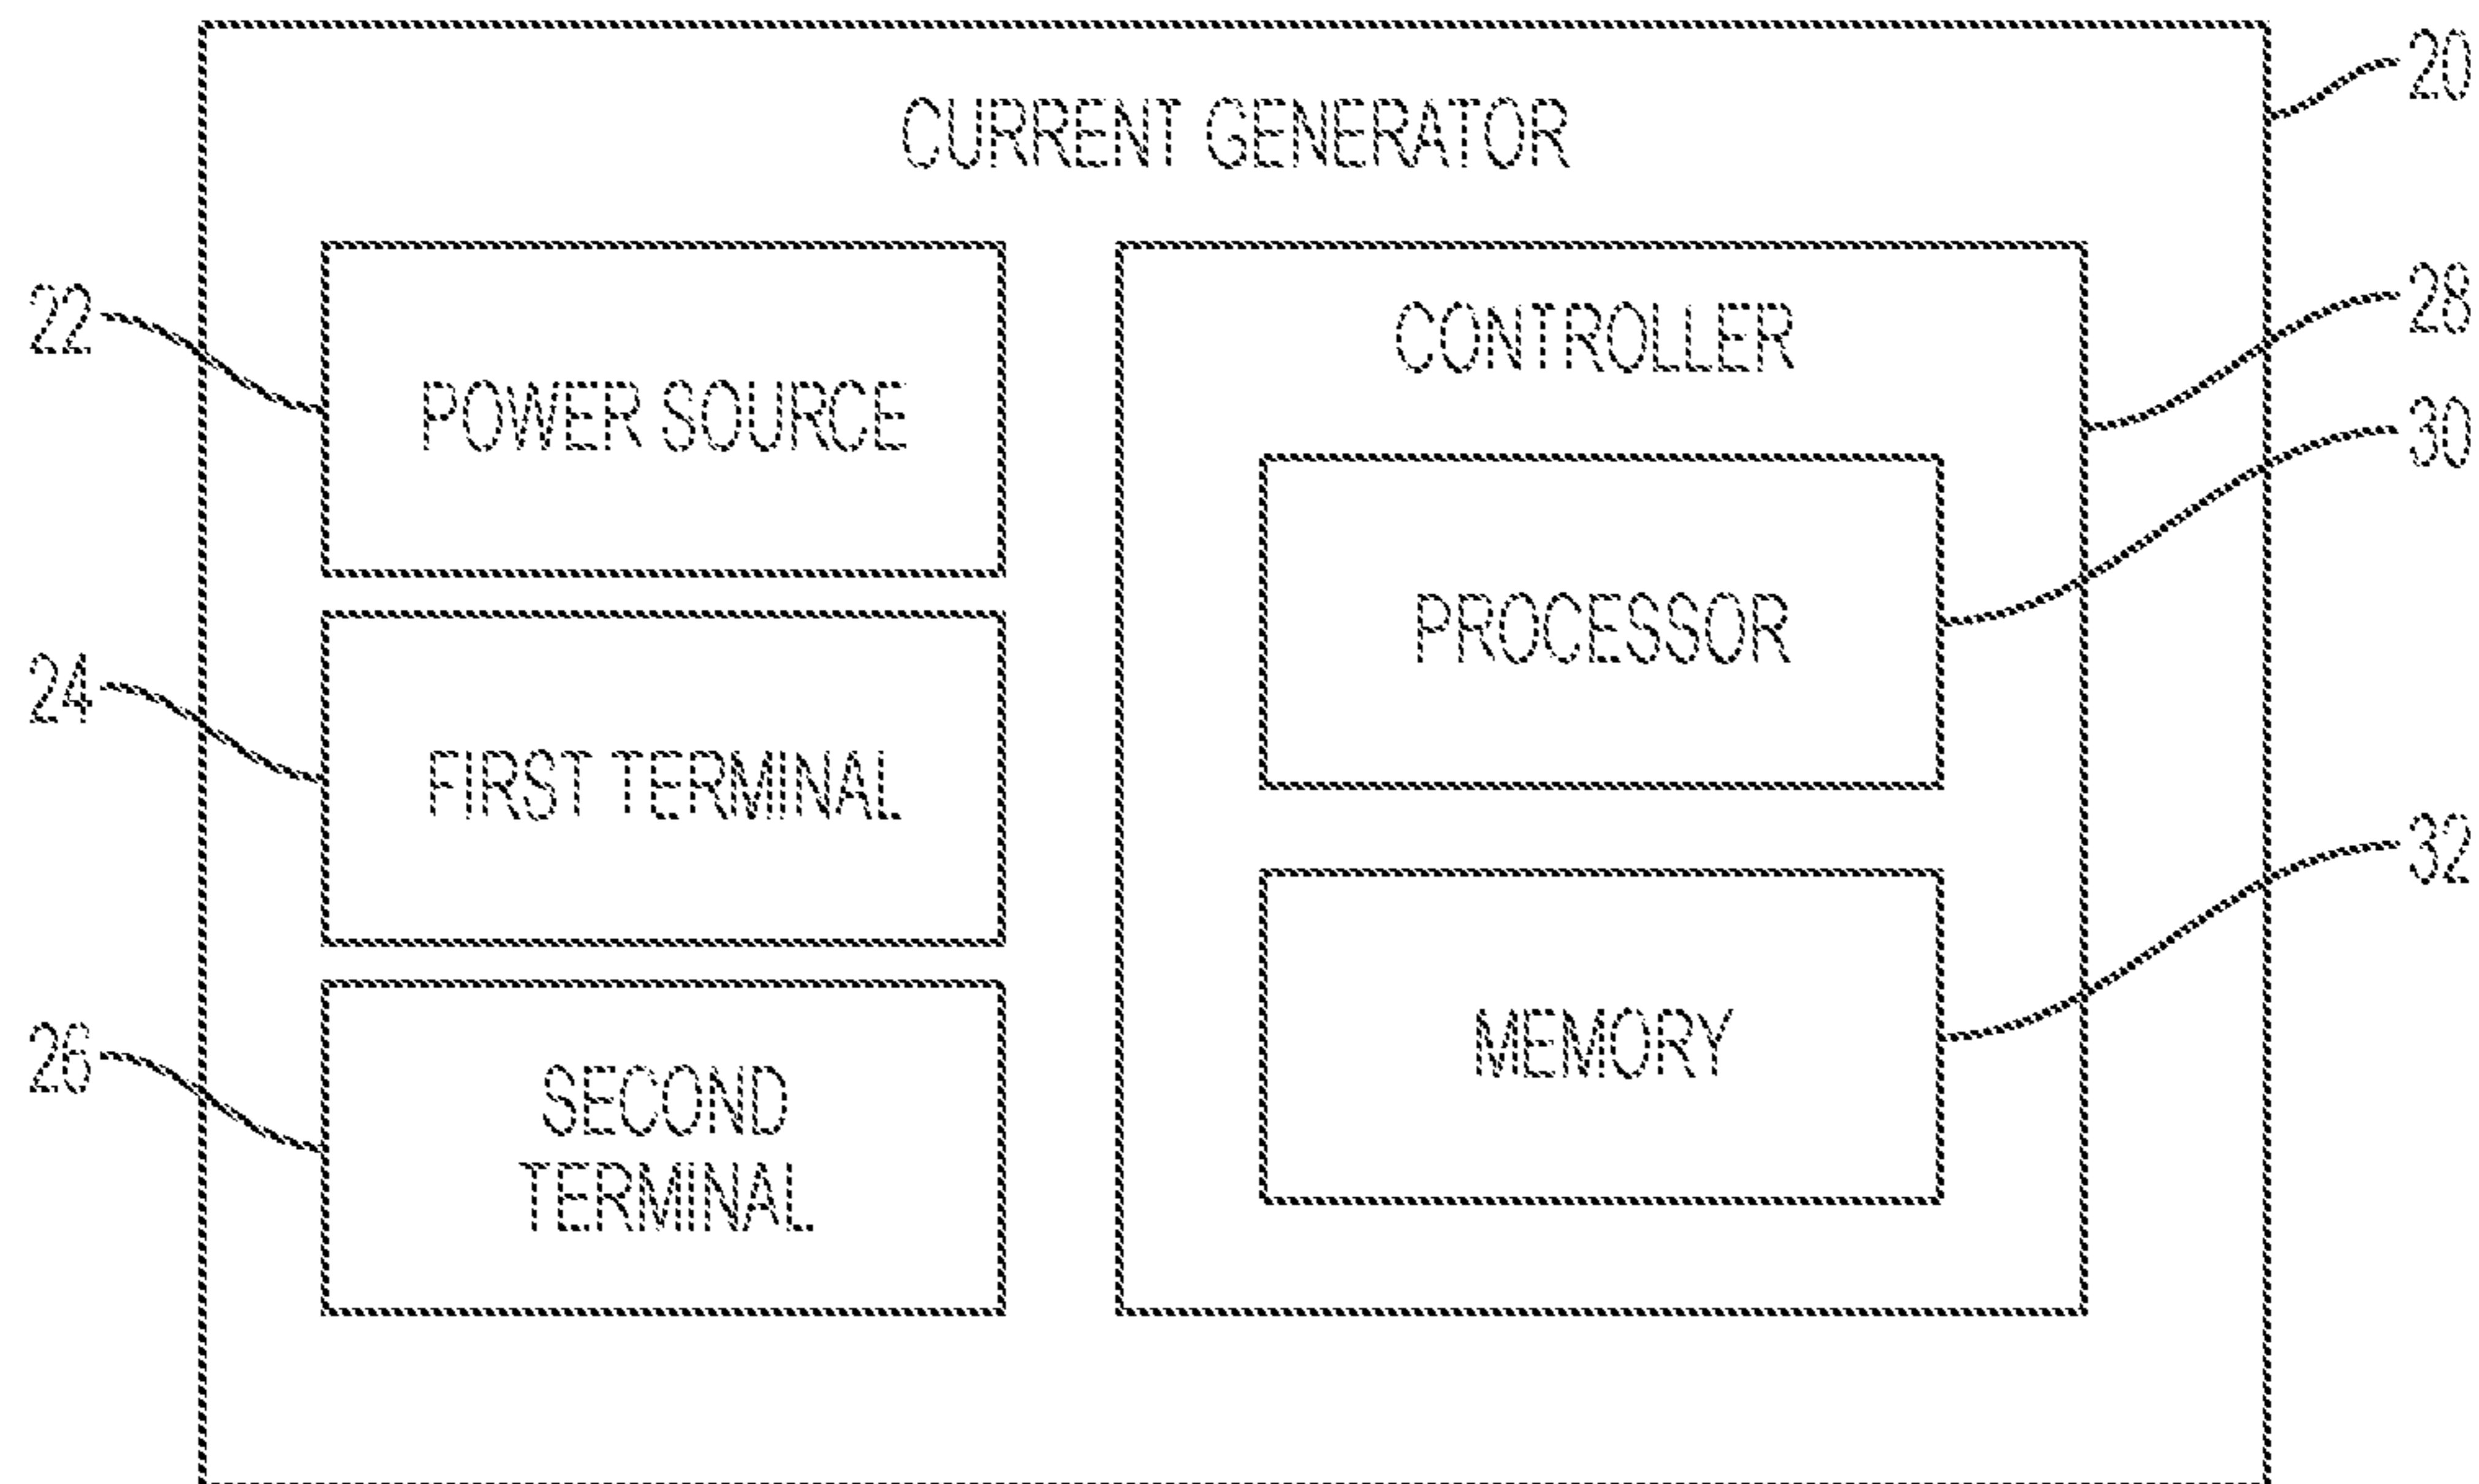 CURRENT GENERATOR
20
22
POWER SOURCE
CONTROLLER
28
30
PROCESSOR
24
FIRST TERMINAL
32
MEMORY
26
SECOND
TERMINAL